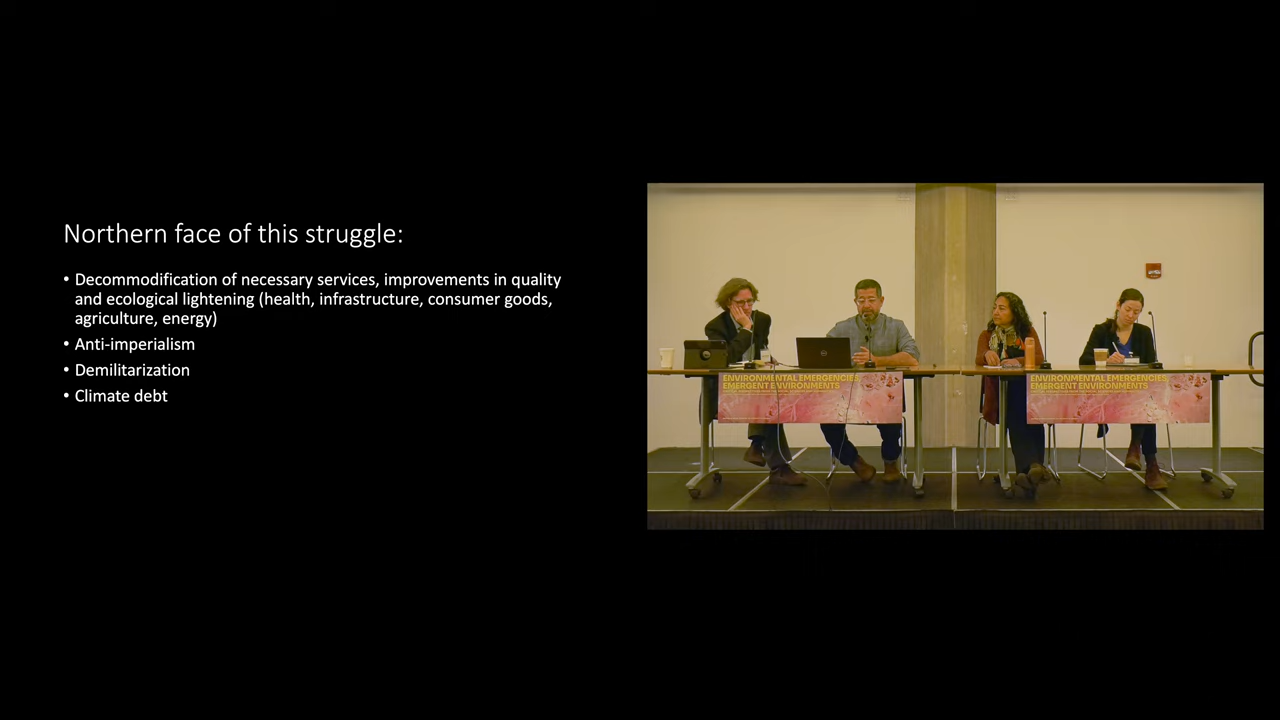 Northern face of this struggle:
• Decommodification of necessary services, improvements in quality
and ecological lightening (health, infrastructure, consumer goods,
agriculture, energy)
• Anti-imperialism
• Demilitarization
• Climate debt
ENVIRONMENTAL EMERGENCIES,
EMERGENT ENVIRONMENTS
ENVIRONMENTAL EMERGENCIES,
EMERGENT ENVIRONMENTS